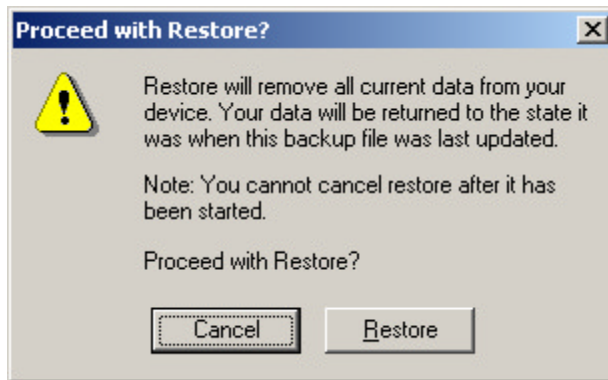 Proceed with Restore?
Restore will remove all current data from your
device. Your data will be returned to the state it
was when this backup file was last updated.
Note: You cannot cancel restore after it has
been started.
Proceed with Restore?
Cancel
Restore